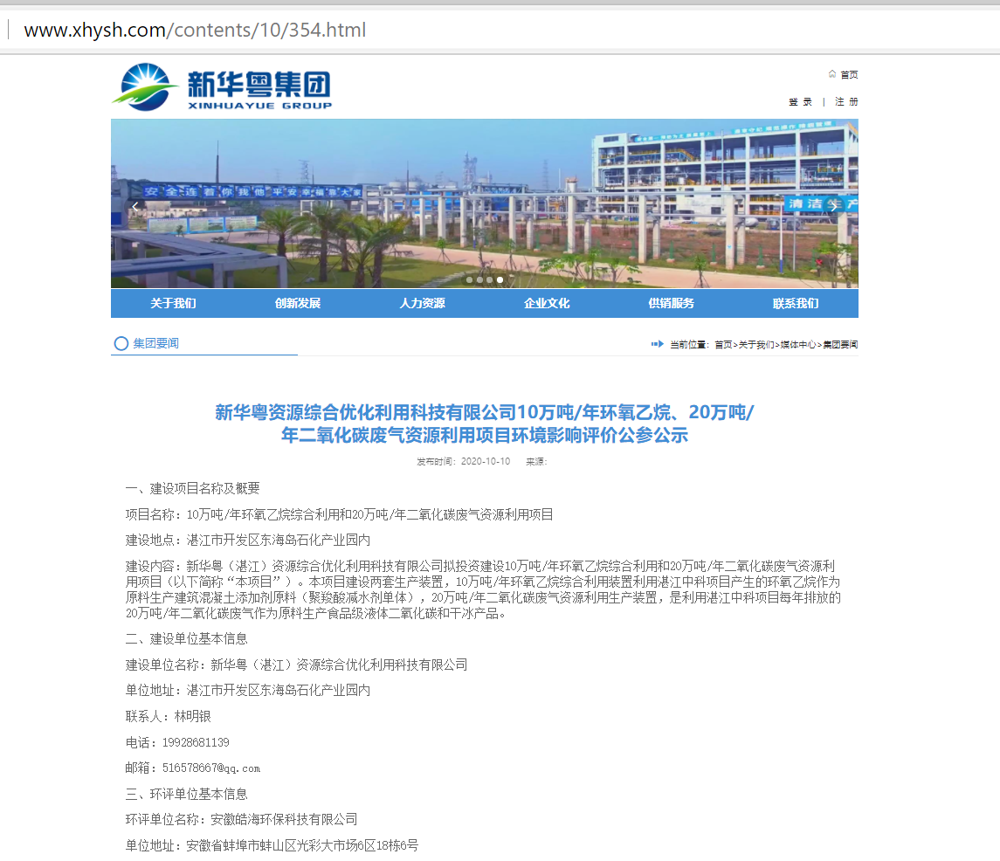 www.xhysh.com/contents/10/354.html
新华粤集团
XINHUAYUE GROUP
首页
登 录 | 注 册
安全连着你我他 平安幸福靠大家
清洁生产
关于我们 创新发展 人力资源 企业文化 供销服务 联系我们
集团要闻
当前位置：首页>关于我们>媒体中心>集团要闻
新华粤资源综合优化利用科技有限公司10万吨/年环氧乙烷、20万吨/
年二氧化碳废气资源利用项目环境影响评价公参公示
发布时间：2020-10-10 来源：
一、建设项目名称及概要
项目名称：10万吨/年环氧乙烷综合利用和20万吨/年二氧化碳废气资源利用项目
建设地点：湛江市开发区东海岛石化产业园内
建设内容：新华粤（湛江）资源综合优化利用科技有限公司拟投资建设10万吨/年环氧乙烷综合利用和20万吨/年二氧化碳废气资源利
用项目（以下简称“本项目”）。本项目建设两套生产装置，10万吨/年环氧乙烷综合利用装置利用湛江中科项目产生的环氧乙烷作为
原料生产建筑混凝土添加剂原料（聚羧酸减水剂单体），20万吨/年二氧化碳废气资源利用生产装置，是利用湛江中科项目每年排放的
20万吨/年二氧化碳废气作为原料生产食品级液体二氧化碳和干冰产品。
二、建设单位基本信息
建设单位名称：新华粤（湛江）资源综合优化利用科技有限公司
单位地址：湛江市开发区东海岛石化产业园内
联系人：林明银
电话：19928681139
邮箱：516578667@qq.com
三、环评单位基本信息
环评单位名称：安徽皓海环保科技有限公司
单位地址：安徽省蚌埠市蚌山区光彩大市场6区18栋6号